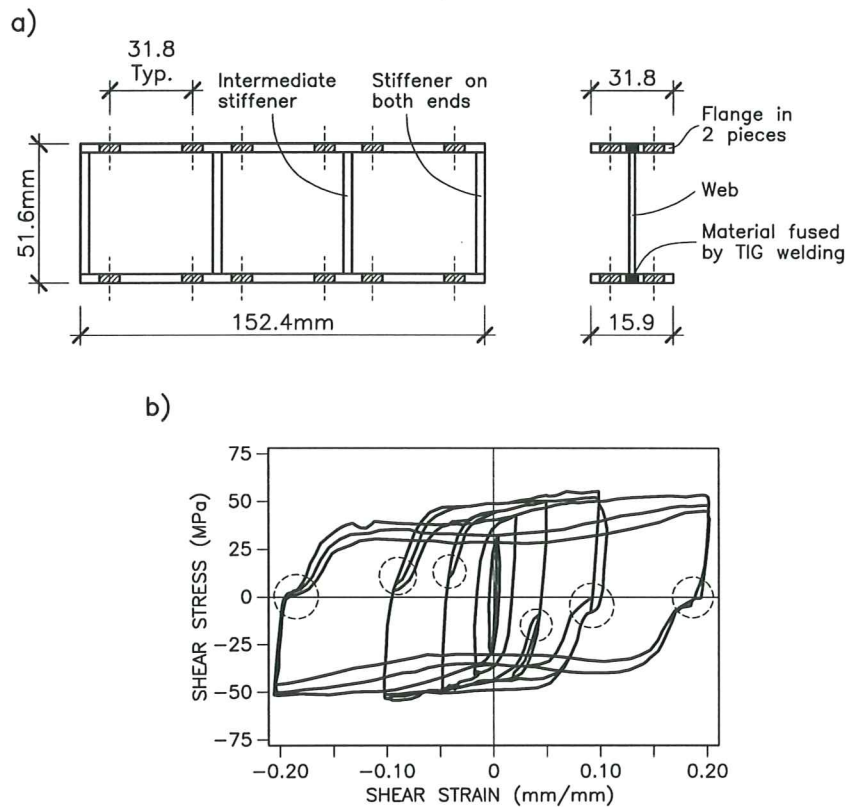 a)
31.8
Typ.
Intermediate
stiffener
Stiffener on
both ends
51.6mm
152.4mm
31.8
Flange in
2 pieces
Web
Material fused
by TIG welding
15.9
b)
SHEAR STRESS (MPa)
75
50
25
0
−25
−50
−75
−0.20
−0.10
0
0.10
0.20
SHEAR STRAIN (mm/mm)